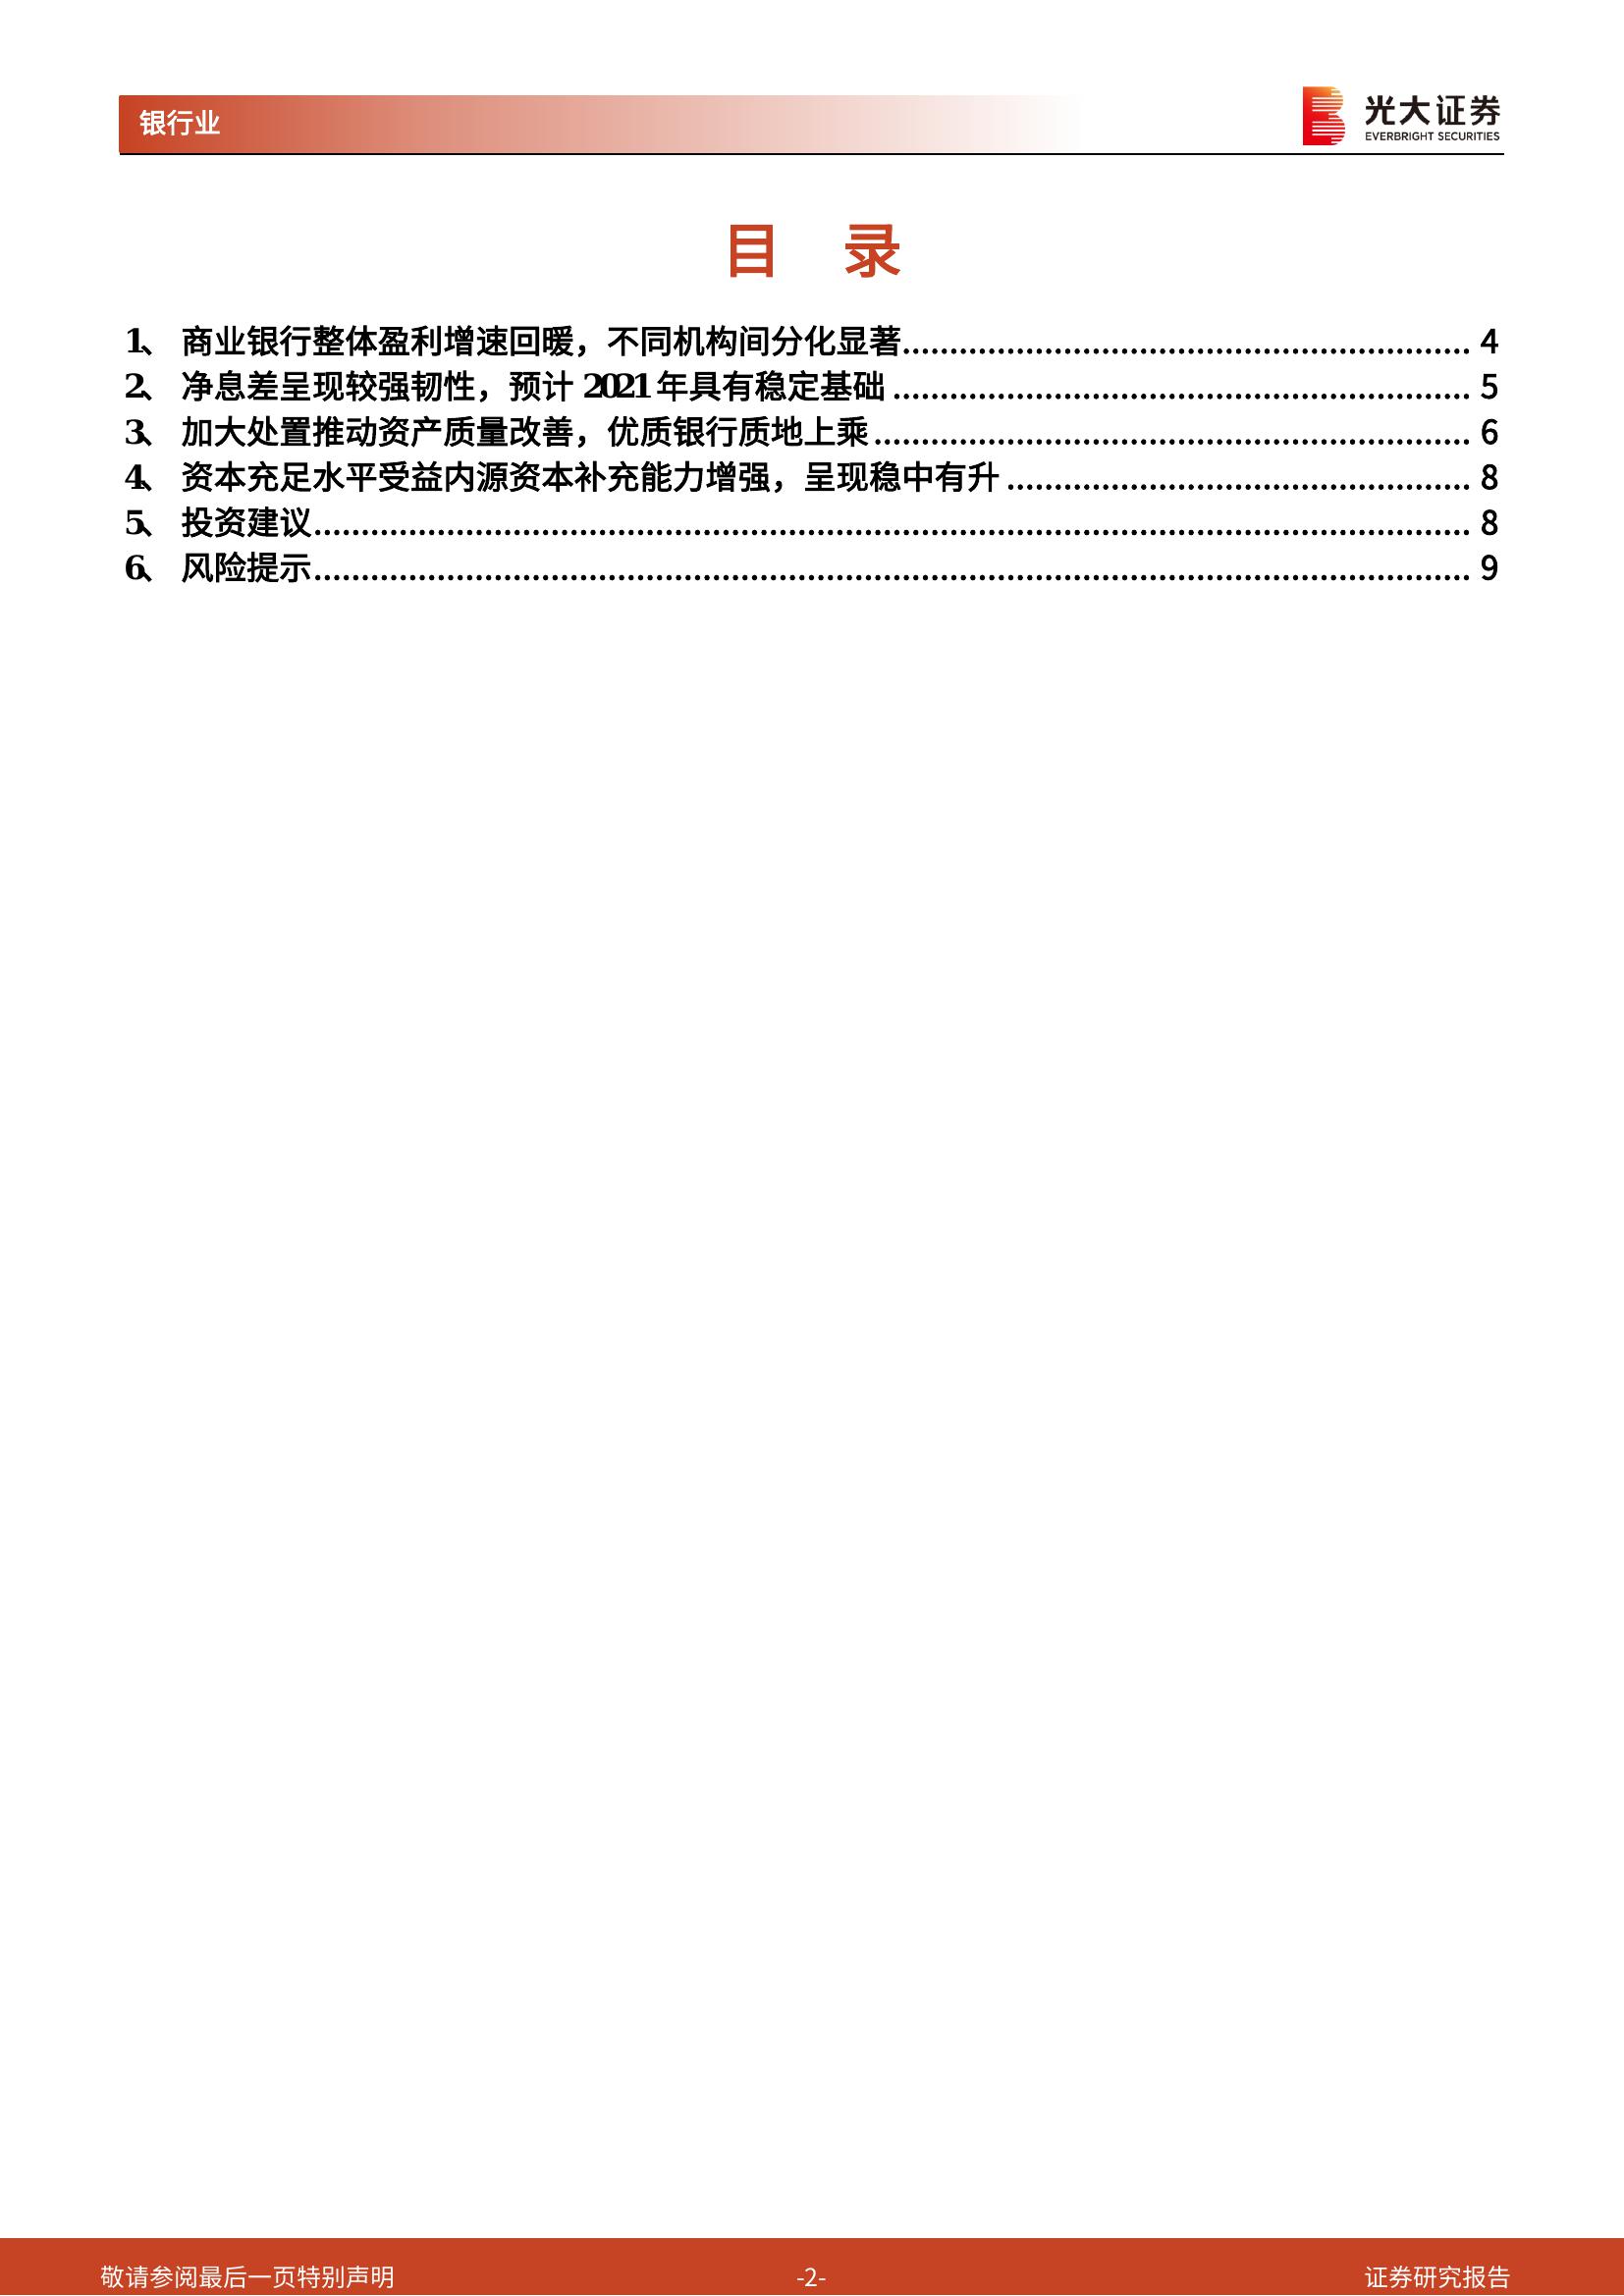 银行业
光大证券
EVERBRIGHT SECURITIES
目 录
1、 商业银行整体盈利增速回暖，不同机构间分化显著 4
2、 净息差呈现较强韧性，预计 2021 年具有稳定基础 5
3、 加大处置推动资产质量改善，优质银行质地上乘 6
4、 资本充足水平受益内源资本补充能力增强，呈现稳中有升 8
5、 投资建议 8
6、 风险提示 9
敬请参阅最后一页特别声明 -2- 证券研究报告